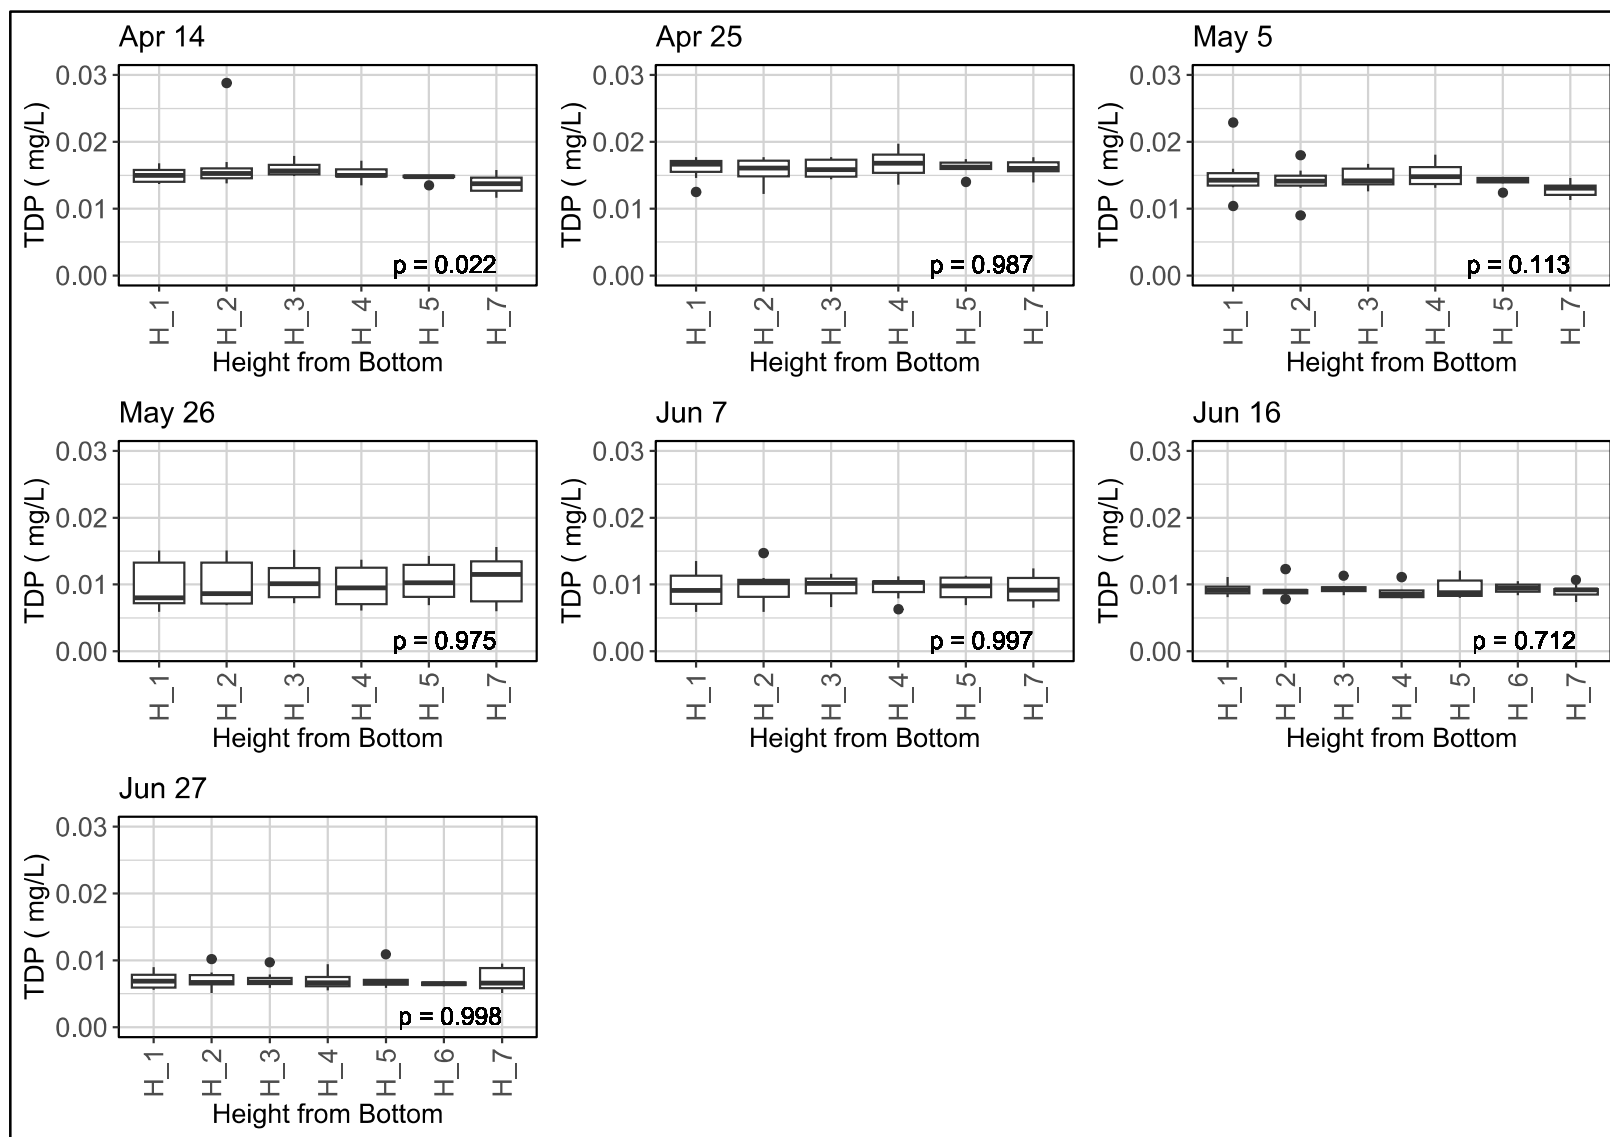 Apr 14
0.03
0.02
0.01
0.00
TDP ( mg/L)
p = 0.022
H_1 H_2 H_3 H_4 H_5 H_7
Height from Bottom
Apr 25
0.03
0.02
0.01
0.00
TDP ( mg/L)
p = 0.987
H_1 H_2 H_3 H_4 H_5 H_7
Height from Bottom
May 5
0.03
0.02
0.01
0.00
TDP ( mg/L)
p = 0.113
H_1 H_2 H_3 H_4 H_5 H_7
Height from Bottom
May 26
0.03
0.02
0.01
0.00
TDP ( mg/L)
p = 0.975
H_1 H_2 H_3 H_4 H_5 H_7
Height from Bottom
Jun 7
0.03
0.02
0.01
0.00
TDP ( mg/L)
p = 0.997
H_1 H_2 H_3 H_4 H_5 H_7
Height from Bottom
Jun 16
0.03
0.02
0.01
0.00
TDP ( mg/L)
p = 0.712
H_1 H_2 H_3 H_4 H_5 H_6 H_7
Height from Bottom
Jun 27
0.03
0.02
0.01
0.00
TDP ( mg/L)
p = 0.998
H_1 H_2 H_3 H_4 H_5 H_6 H_7
Height from Bottom